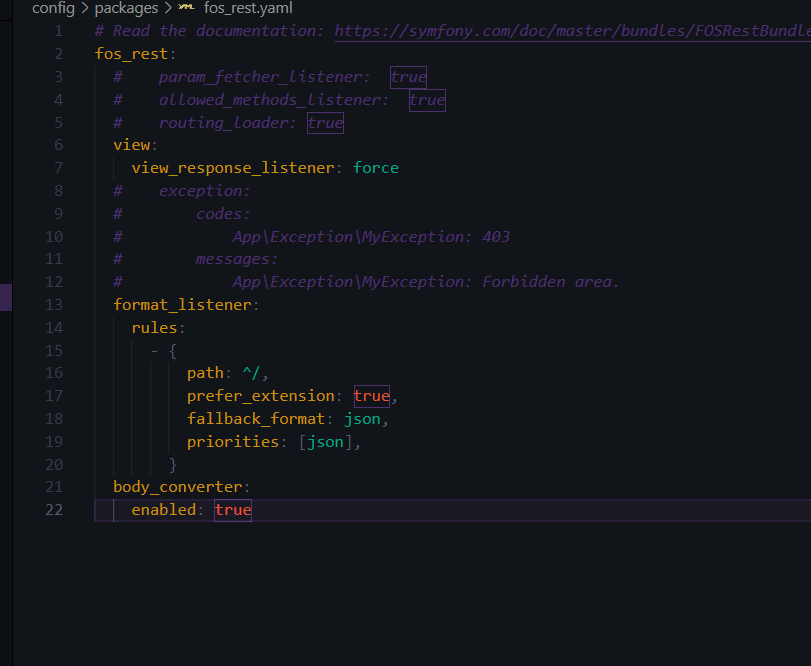 config > packages > YAML fos_rest.yaml
1 # Read the documentation: https://symfony.com/doc/master/bundles/FOSRestBundle
2 fos_rest:
3 #    param_fetcher_listener:  true
4 #    allowed_methods_listener:  true
5 #    routing_loader: true
6 view:
7 view_response_listener: force
8 #    exception:
9 #        codes:
10 #            App\Exception\MyException: 403
11 #        messages:
12 #            App\Exception\MyException: Forbidden area.
13 format_listener:
14 rules:
15 - {
16 path: ^/,
17 prefer_extension: true,
18 fallback_format: json,
19 priorities: [json],
20 }
21 body_converter:
22 enabled: true